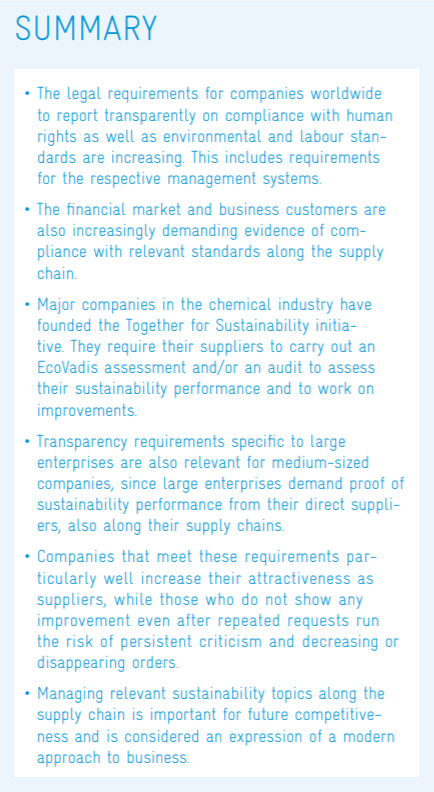 SUMMARY
• The legal requirements for companies worldwide
to report transparently on compliance with human
rights as well as environmental and labour stan-
dards are increasing. This includes requirements
for the respective management systems.
• The financial market and business customers are
also increasingly demanding evidence of com-
pliance with relevant standards along the supply
chain.
• Major companies in the chemical industry have
founded the Together for Sustainability initia-
tive. They require their suppliers to carry out an
EcoVadis assessment and/or an audit to assess
their sustainability performance and to work on
improvements.
• Transparency requirements specific to large
enterprises are also relevant for medium-sized
companies, since large enterprises demand proof of
sustainability performance from their direct suppli-
ers, also along their supply chains.
• Companies that meet these requirements par-
ticularly well increase their attractiveness as
suppliers, while those who do not show any
improvement even after repeated requests run
the risk of persistent criticism and decreasing or
disappearing orders.
• Managing relevant sustainability topics along the
supply chain is important for future competitive-
ness and is considered an expression of a modern
approach to business.